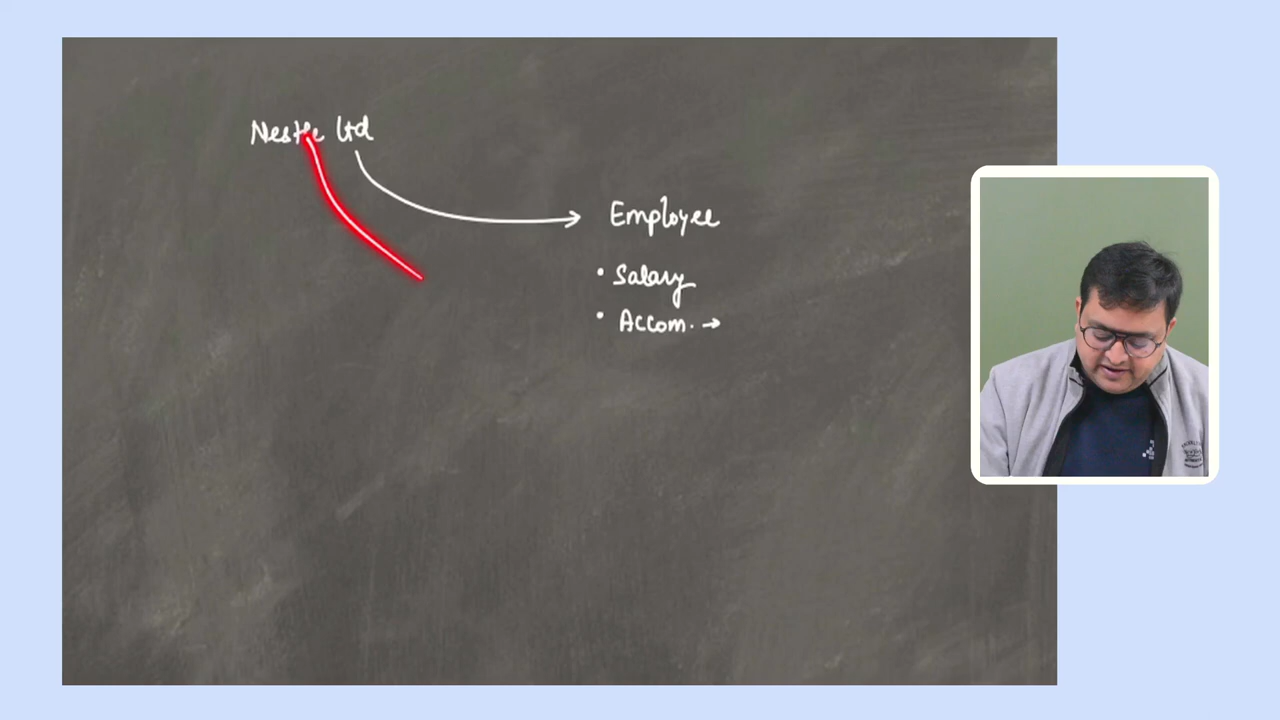 Nestle Ltd
Employee
• Salary
• Accom. →